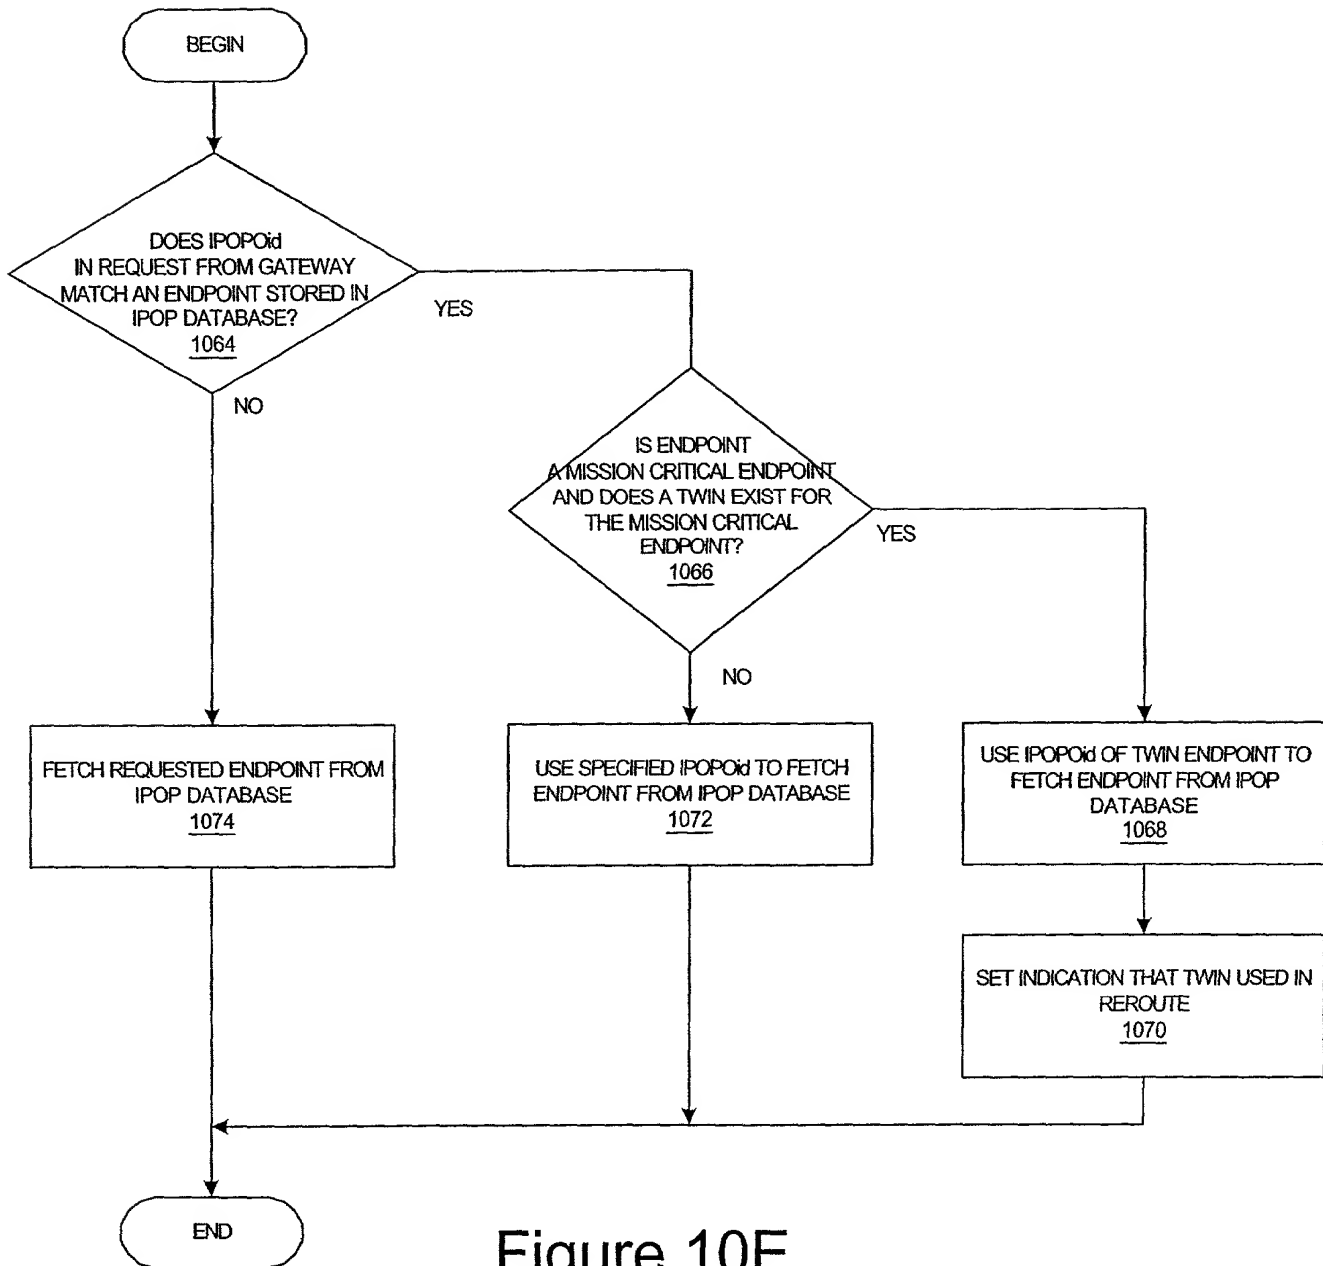 BEGIN
DOES IPOPOid
IN REQUEST FROM GATEWAY
MATCH AN ENDPOINT STORED IN
IPOP DATABASE?
1064
YES
NO
IS ENDPOINT
A MISSION CRITICAL ENDPOINT
AND DOES A TWIN EXIST FOR
THE MISSION CRITICAL
ENDPOINT?
1066
YES
NO
FETCH REQUESTED ENDPOINT FROM
IPOP DATABASE
1074
USE SPECIFIED IPOPOid TO FETCH
ENDPOINT FROM IPOP DATABASE
1072
USE IPOPOid OF TWIN ENDPOINT TO
FETCH ENDPOINT FROM IPOP
DATABASE
1068
SET INDICATION THAT TWIN USED IN
REROUTE
1070
END